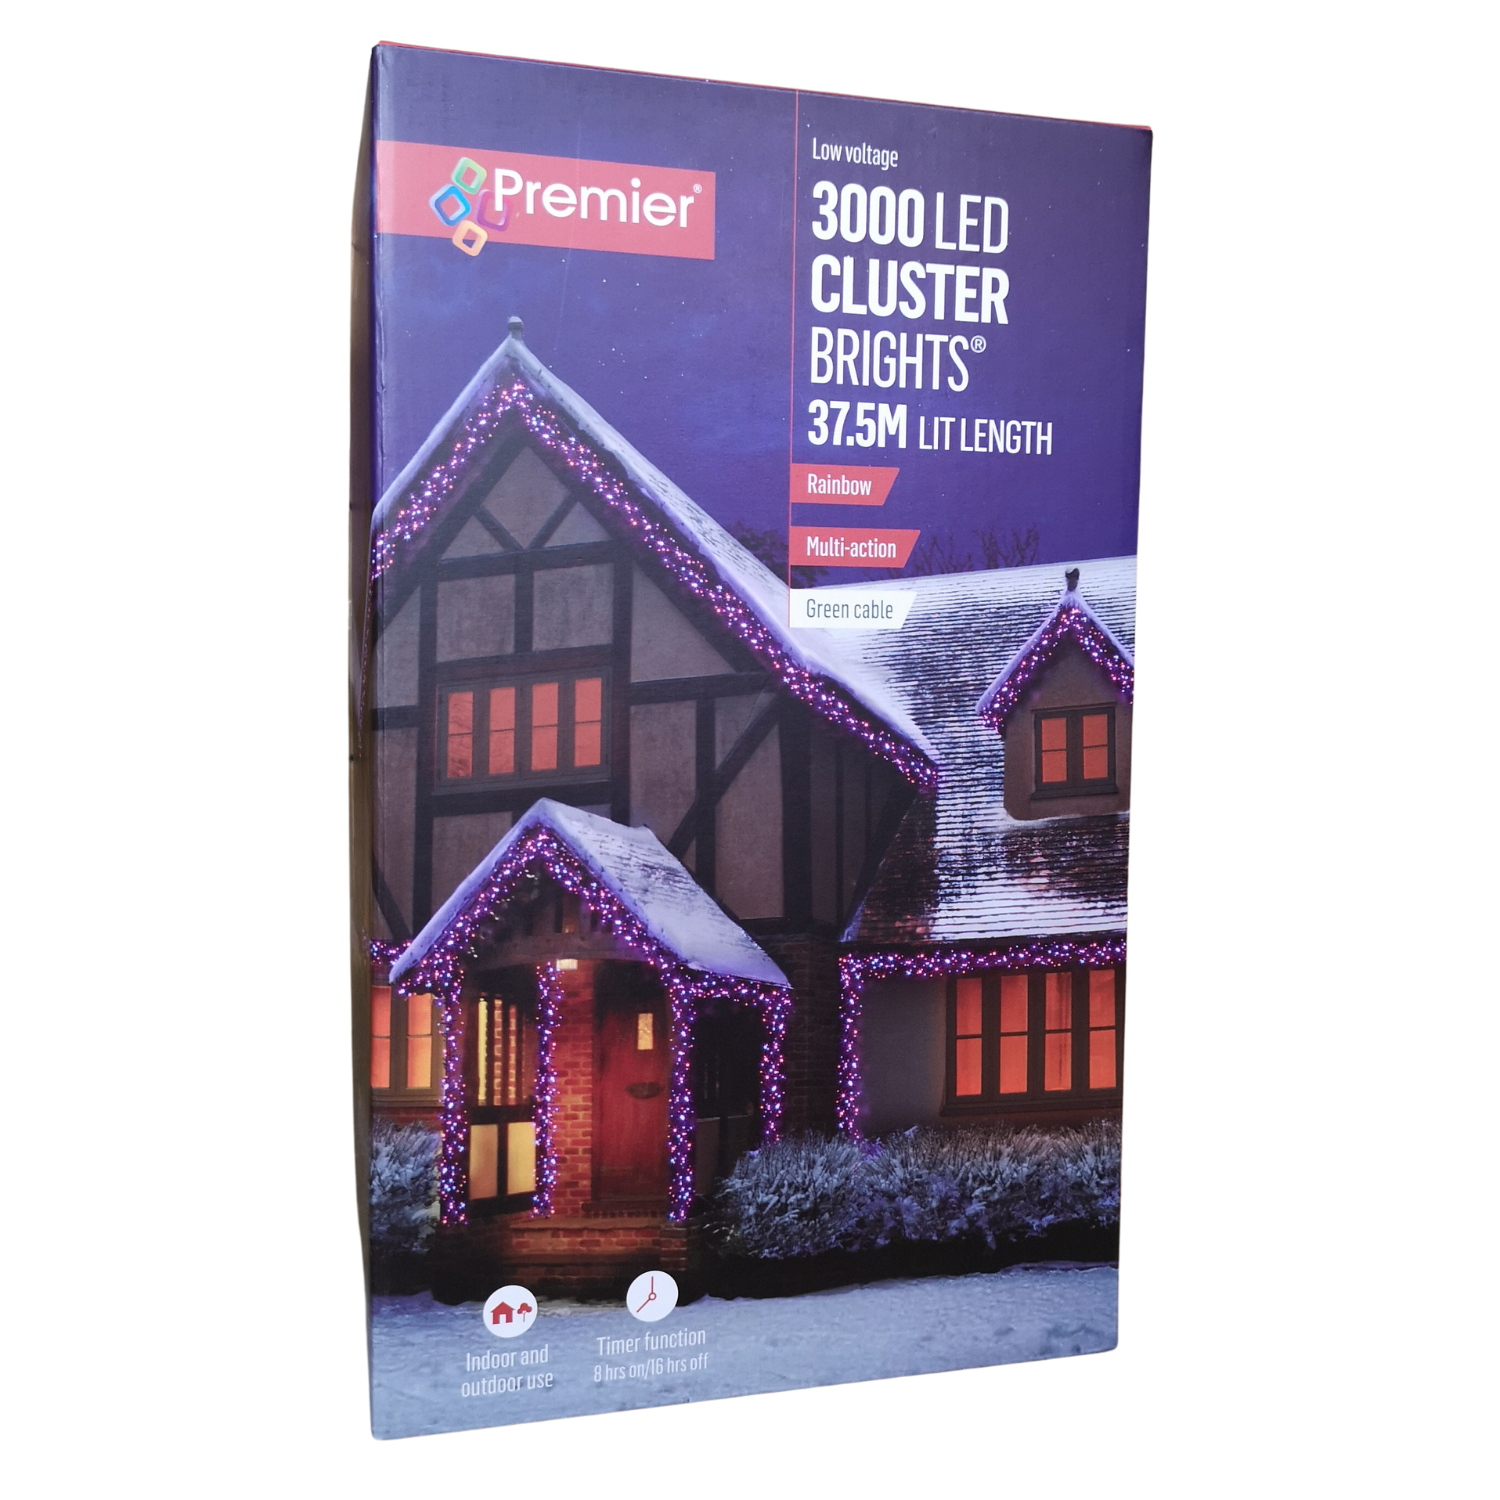 Premier®
Low voltage
3000 LED
CLUSTER
BRIGHTS®
37.5M LIT LENGTH
Rainbow
Multi-action
Green cable
Indoor and
outdoor use
Timer function
8 hrs on/16 hrs off